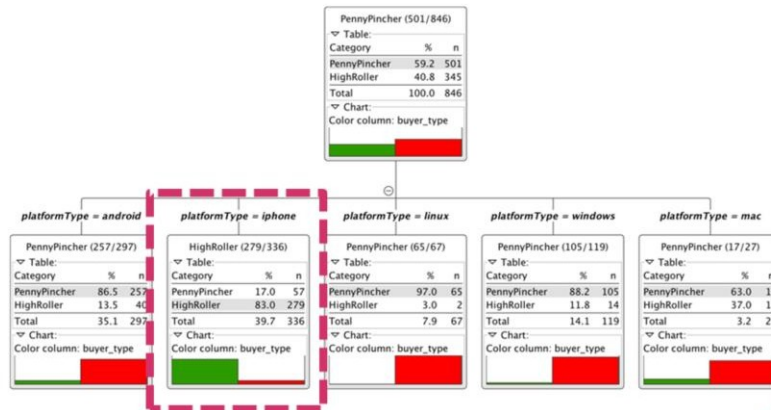 PennyPincher (501/846)
Table:
Category % n
PennyPincher 59.2 501
HighRoller 40.8 345
Total 100.0 846
Chart:
Color column: buyer_type
platformType = android
PennyPincher (257/297)
Table:
Category % n
PennyPincher 86.5 257
HighRoller 13.5 40
Total 35.1 297
Chart:
Color column: buyer_type
platformType = iphone
HighRoller (279/336)
Table:
Category % n
PennyPincher 17.0 57
HighRoller 83.0 279
Total 39.7 336
Chart:
Color column: buyer_type
platformType = linux
PennyPincher (65/67)
Table:
Category % n
PennyPincher 97.0 65
HighRoller 3.0 2
Total 7.9 67
Chart:
Color column: buyer_type
platformType = windows
PennyPincher (105/119)
Table:
Category % n
PennyPincher 88.2 105
HighRoller 11.8 14
Total 14.1 119
Chart:
Color column: buyer_type
platformType = mac
PennyPincher (17/27)
Table:
Category %
PennyPincher 63.0
HighRoller 37.0
Total 3.2
Chart:
Color column: buyer_type